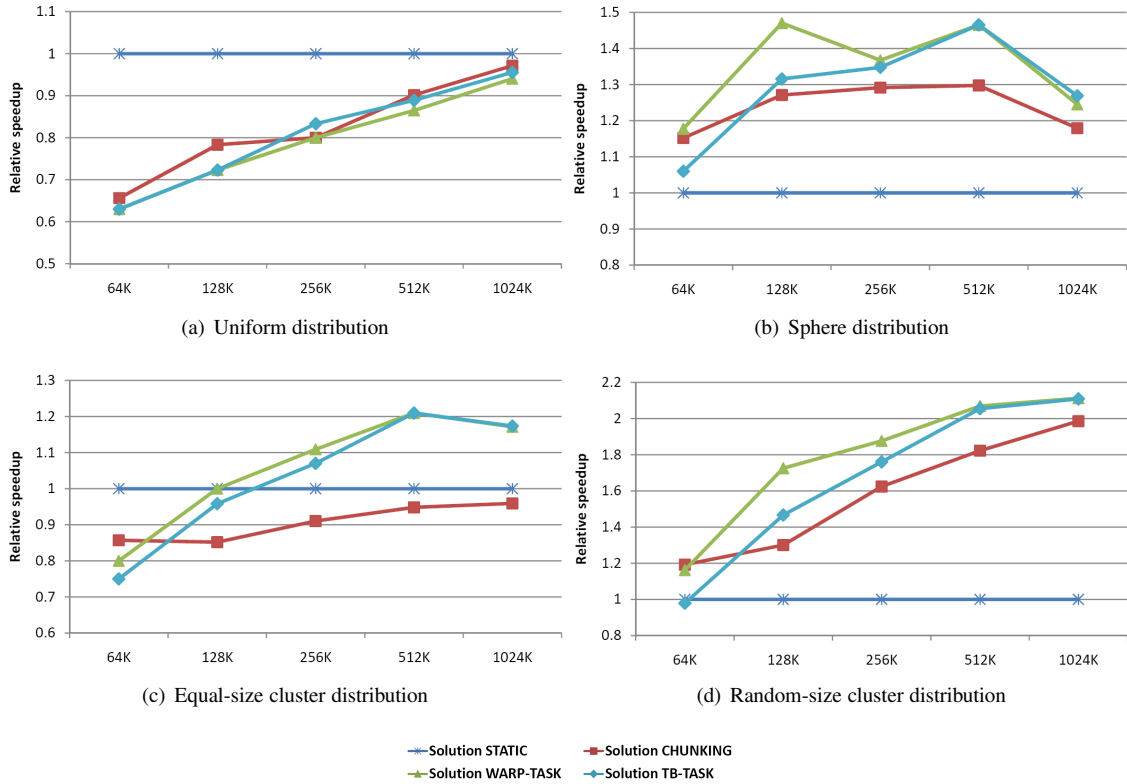 1.1
1
0.9
0.8
0.7
0.6
0.5
Relative speedup
64K 128K 256K 512K 1024K
(a) Uniform distribution
1.5
1.4
1.3
1.2
1.1
1
0.9
0.8
Relative speedup
64K 128K 256K 512K 1024K
(b) Sphere distribution
1.3
1.2
1.1
1
0.9
0.8
0.7
0.6
Relative speedup
64K 128K 256K 512K 1024K
(c) Equal-size cluster distribution
2.2
2
1.8
1.6
1.4
1.2
1
0.8
Relative speedup
64K 128K 256K 512K 1024K
(d) Random-size cluster distribution
Solution STATIC Solution CHUNKING
Solution WARP-TASK Solution TB-TASK